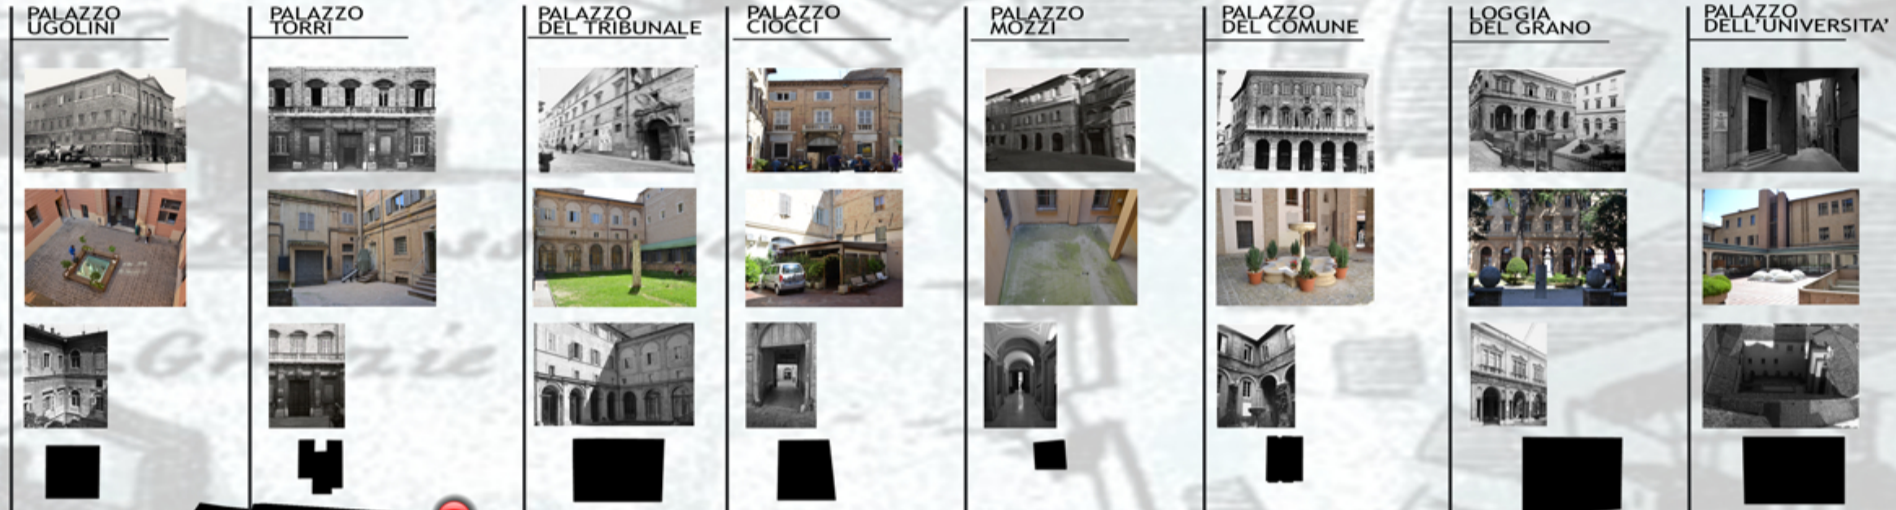 PALAZZO
UGOLINI
PALAZZO
TORRI
PALAZZO
DEL TRIBUNALE
PALAZZO
CIOCCI
PALAZZO
MOZZI
PALAZZO
DEL COMUNE
LOGGIA
DEL GRANO
PALAZZO
DELL'UNIVERSITA'
Grazie